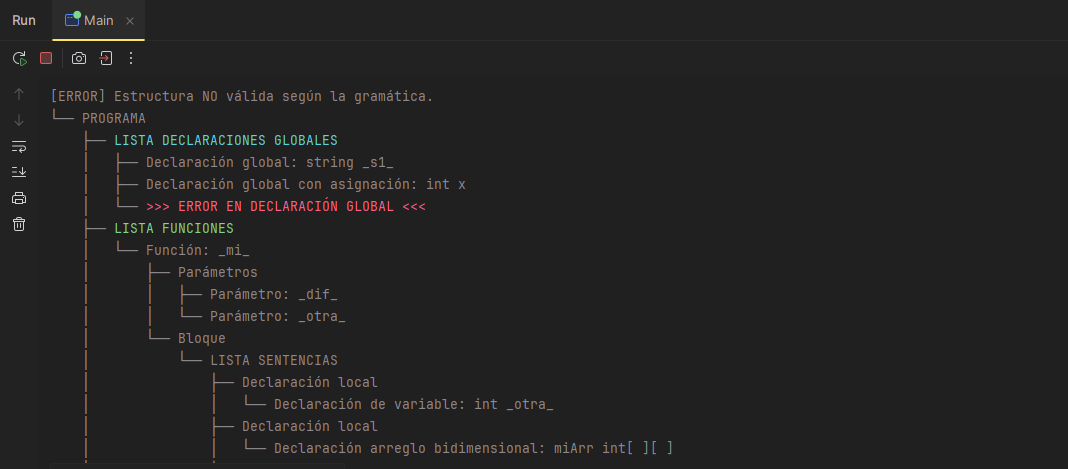 Run Main
[ERROR] Estructura NO válida según la gramática.
└── PROGRAMA
    ├── LISTA DECLARACIONES GLOBALES
    │   ├── Declaración global: string _s1_
    │   ├── Declaración global con asignación: int x
    │   └── >>> ERROR EN DECLARACIÓN GLOBAL <<<
    ├── LISTA FUNCIONES
    │   └── Función: _mi_
    │       ├── Parámetros
    │       │   ├── Parámetro: _dif_
    │       │   └── Parámetro: _otra_
    │       └── Bloque
    │           └── LISTA SENTENCIAS
    │               ├── Declaración local
    │               │   └── Declaración de variable: int _otra_
    │               ├── Declaración local
    │               │   └── Declaración arreglo bidimensional: miArr int[ ][ ]